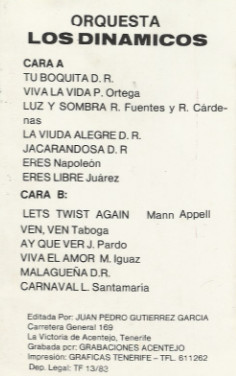 ORQUESTA
LOS DINAMICOS
CARA A
TU BOQUITA D. R.
VIVA LA VIDA P. Ortega
LUZ Y SOMBRA R. Fuentes y R. Cárde-
nas
LA VIUDA ALEGRE D. R.
JACARANDOSA D. R
ERES Napoleón
ERES LIBRE Juárez
CARA B:
LETS TWIST AGAIN Mann Appell
VEN, VEN Taboga
AY QUE VER J. Pardo
VIVA EL AMOR M. Iguaz
MALAGUEÑA D.R.
CARNAVAL L. Santamaria
Editada Por: JUAN PEDRO GUTIERREZ GARCIA
Carretera General 169
La Victoria de Acentejo, Tenerife
Grabada por: GRABACIONES ACENTEJO
Impresión: GRAFICAS TENERIFE - TFL. 611262
Dep. Legal: TF 13/83